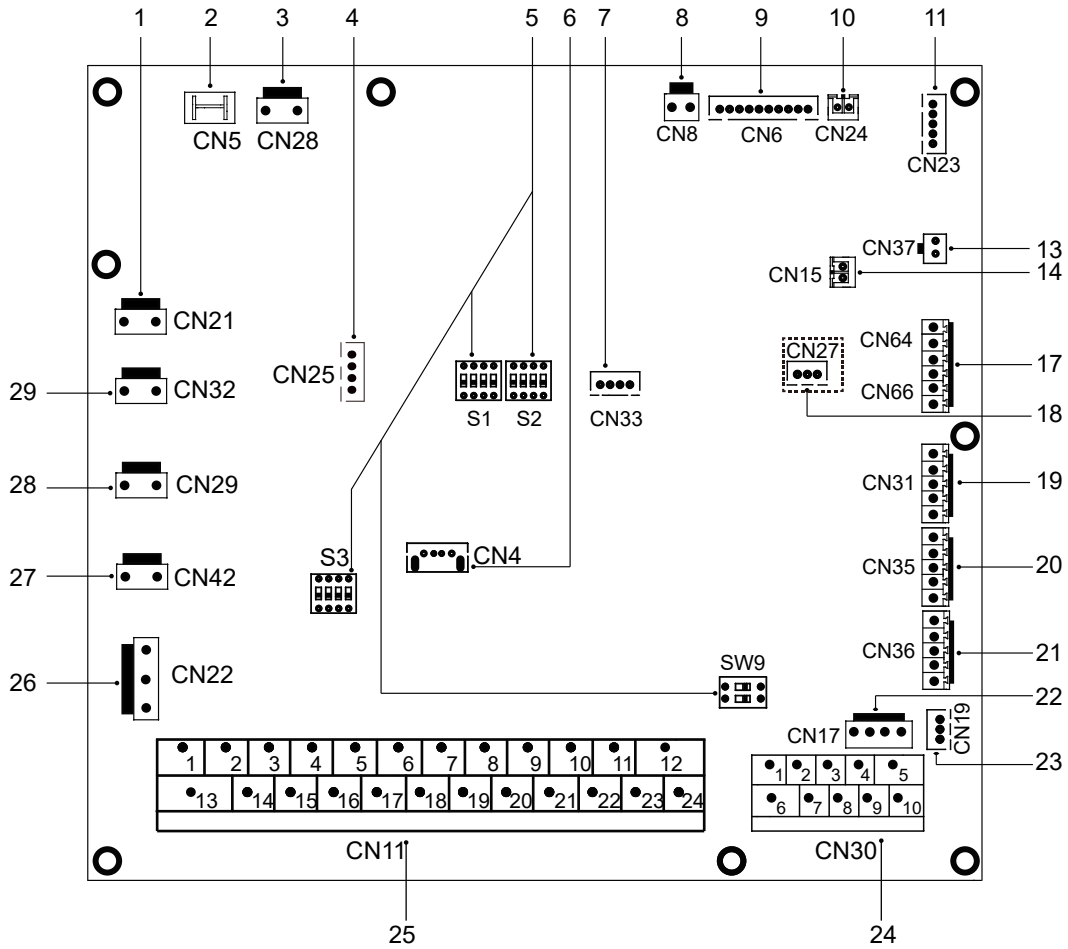 1 2 3 4 5 6 7 8 9 10 11
CN5 CN28 CN8 CN6 CN24 CN23
CN37 13
CN15 14
CN21 CN64
CN27 17
29 CN32 CN25 CN66
S1 S2 CN33 18
28 CN29 CN31 19
S3 CN4
27 CN42 CN35 20
CN36 21
26 CN22 SW9
22
CN17 CN19
23
1 2 3 4 5 6 7 8 9 10 11 12
13 14 15 16 17 18 19 20 21 22 23 24
1 2 3 4 5
6 7 8 9 10
CN11 CN30
25 24